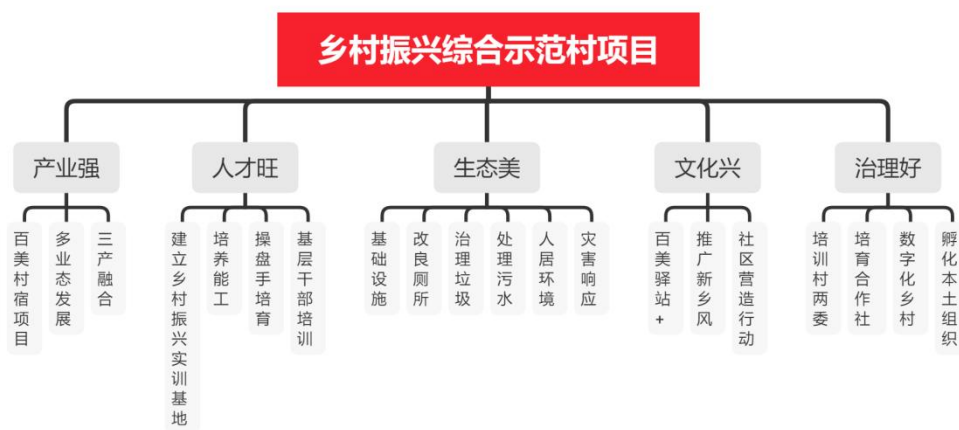 乡村振兴综合示范村项目
产业强
人才旺
生态美
文化兴
治理好
百美村宿项目
多业态发展
三产融合
建立乡村振兴实训基地
培养能工
操盘手培育
基层干部培训
基础设施
改良厕所
治理垃圾
处理污水
人居环境
灾害响应
百美驿站+
推广新乡风
社区营造行动
培训村两委
培育合作社
数字化乡村
孵化本土组织